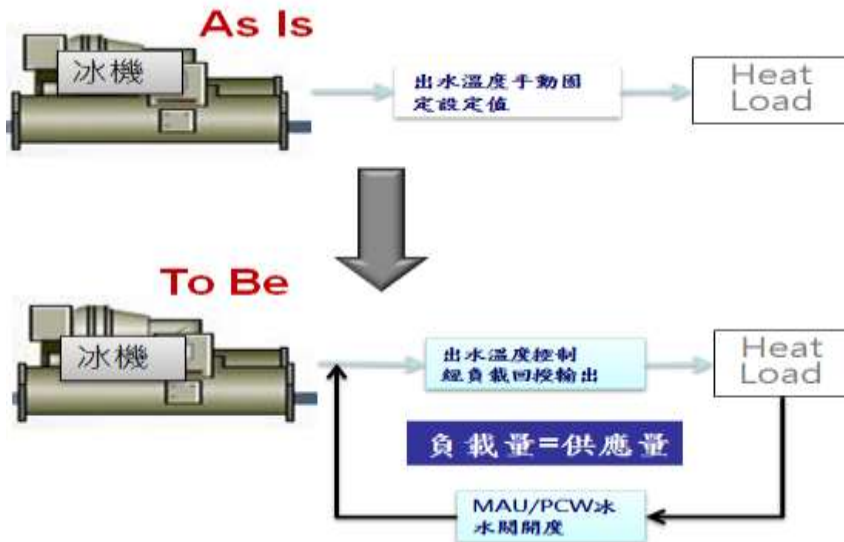 As Is
冰機
出水溫度手動固
定設定值
Heat
Load
To Be
冰機
出水溫度控制
經負載回授輸出
Heat
Load
負載量=供應量
MAU/PCW冰
水閥開度